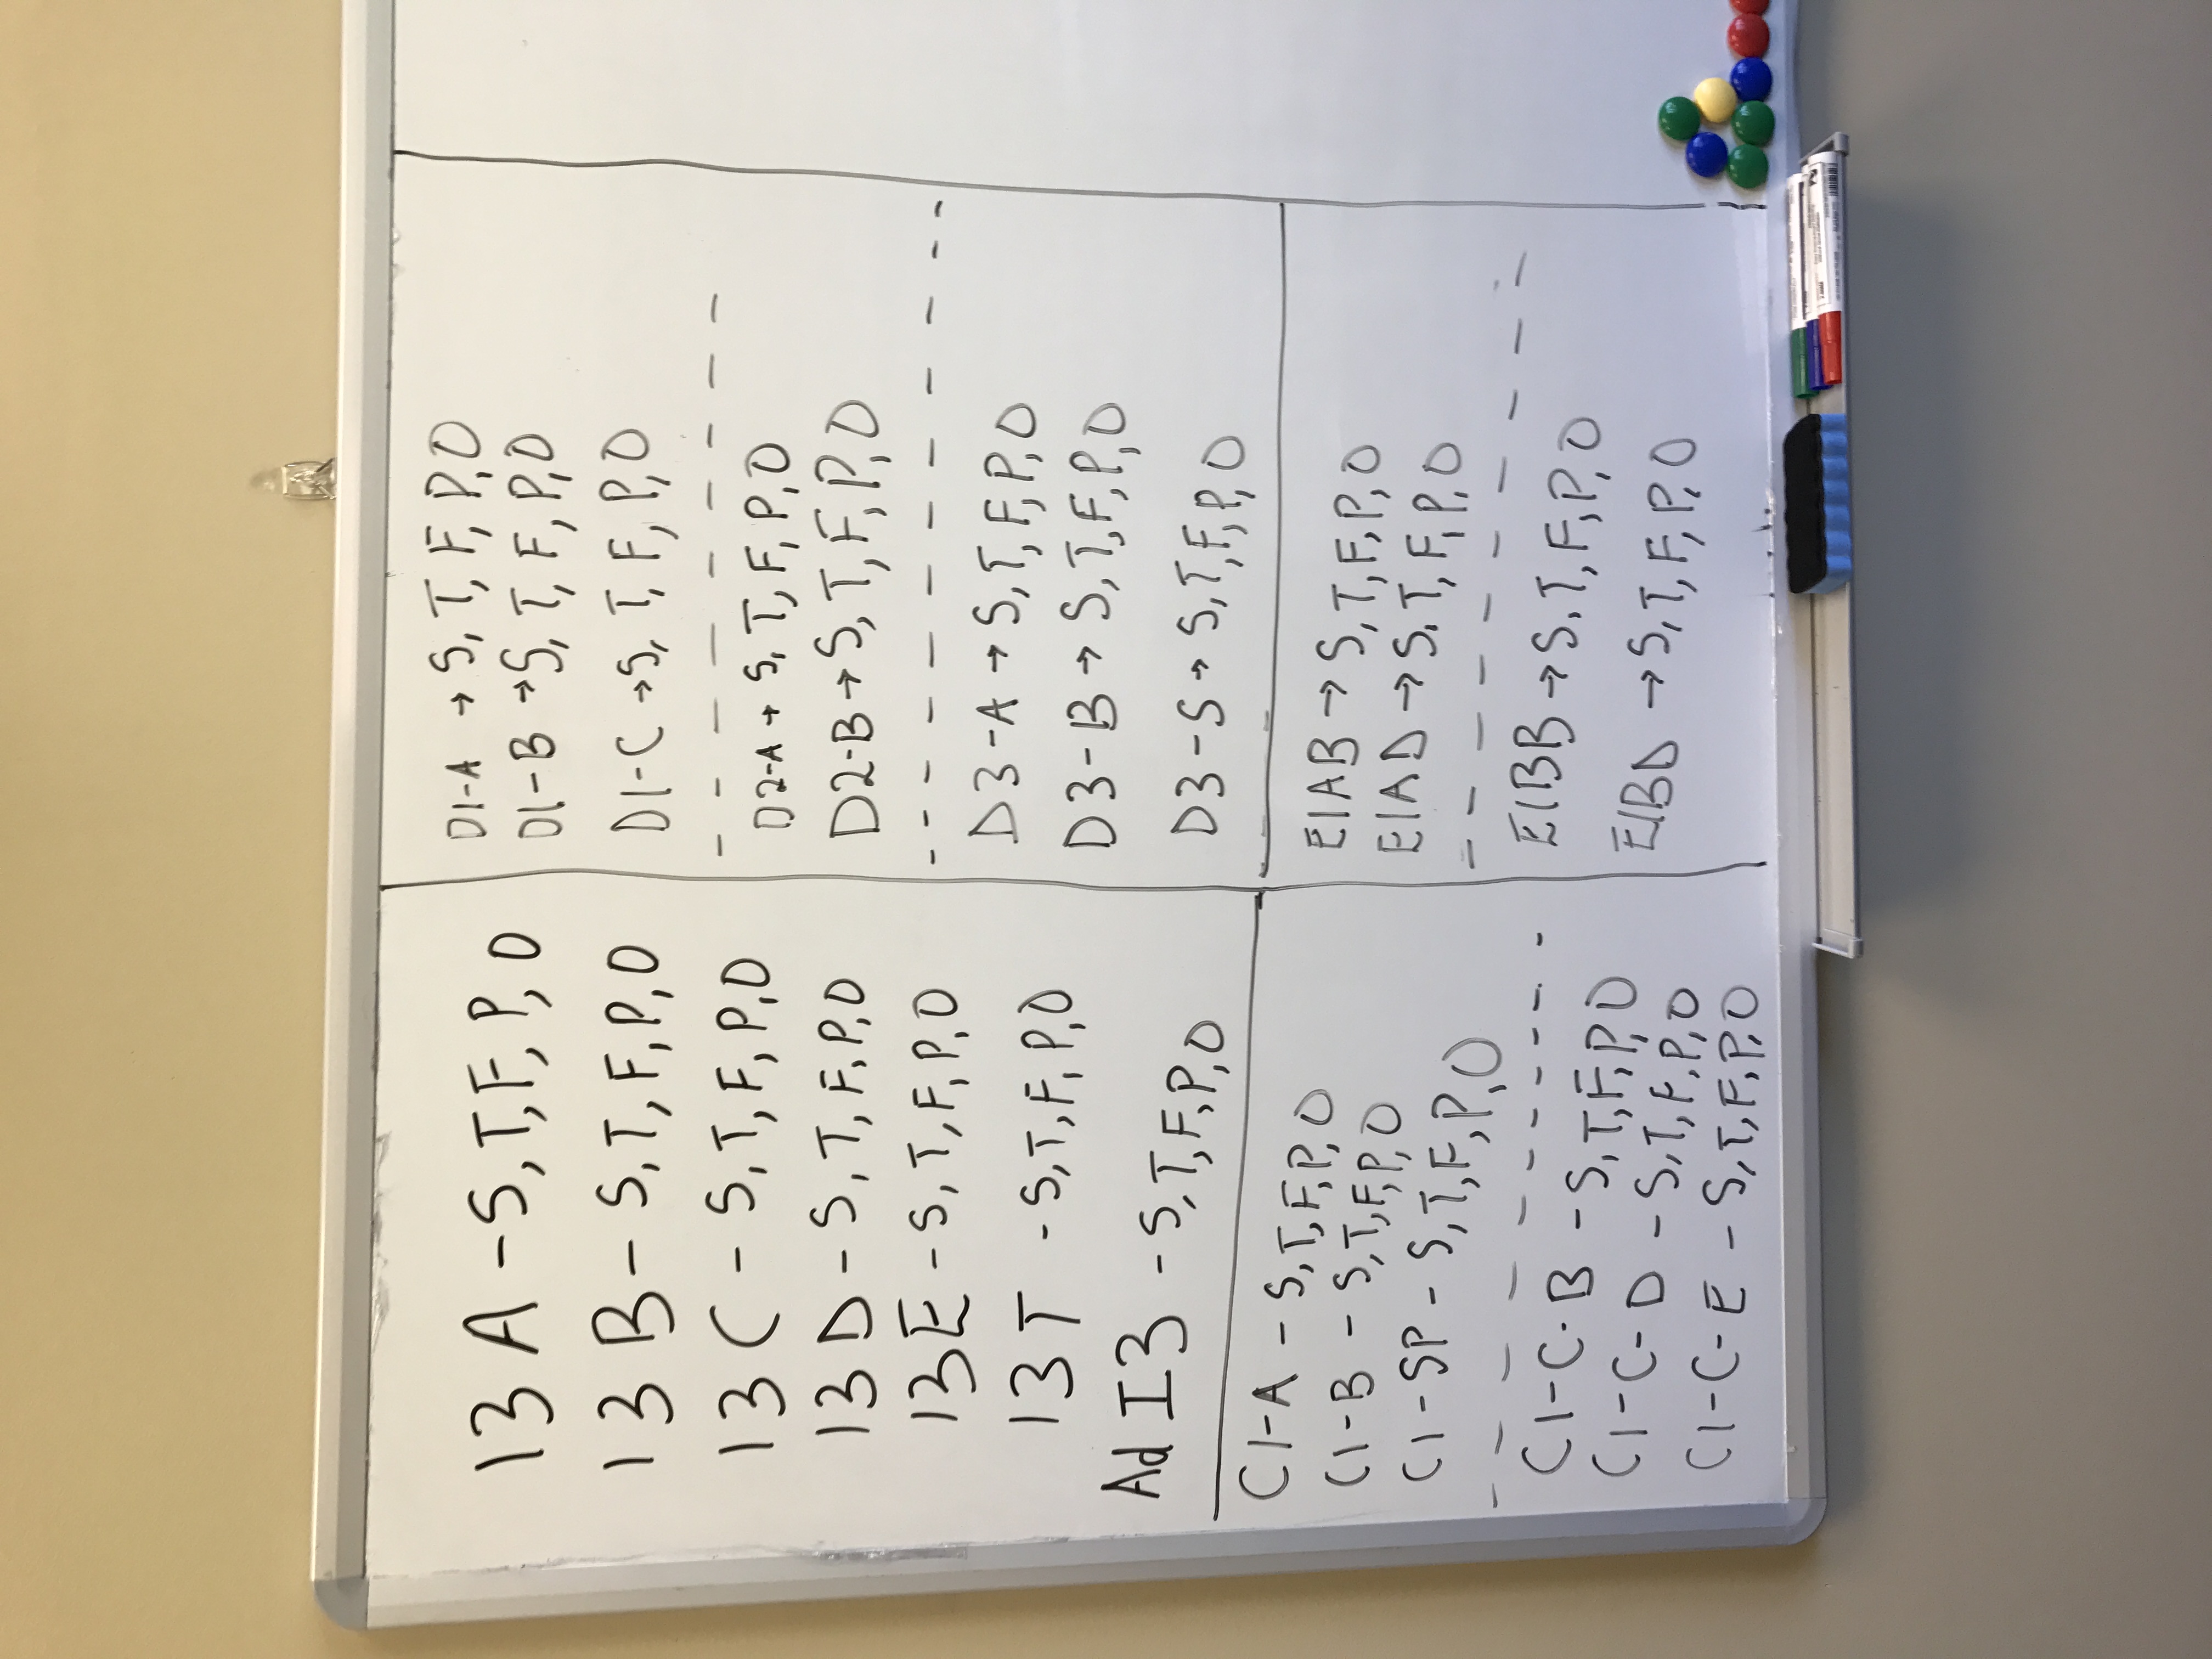 13 A - S, T, F, P, O
13 B - S, T, F, P, O
13 C - S, T, F, P, O
13 D - S, T, F, P, O
13 E - S, T, F, P, O
13 T - S, T, F, P, O
Ad I3 - S, T, F, P, O
C1-A - S, T, F, P, O
C1-B - S, T, F, P, O
C1-SP - S, T, F, P, O
C1-C-B - S, T, F, P, O
C1-C-D - S, T, F, P, O
C1-C-E - S, T, F, P, O
D1-A → S, T, F, P, O
D1-B → S, T, F, P, O
D1-C → S, T, F, P, O
D2-A → S, T, F, P, O
D2-B → S, T, F, P, O
D3-A → S, T, F, P, O
D3-B → S, T, F, P, O
D3-S → S, T, F, P, O
E1AB → S, T, F, P, O
E1AD → S, T, F, P, O
E1BB → S, T, F, P, O
E1BD → S, T, F, P, O